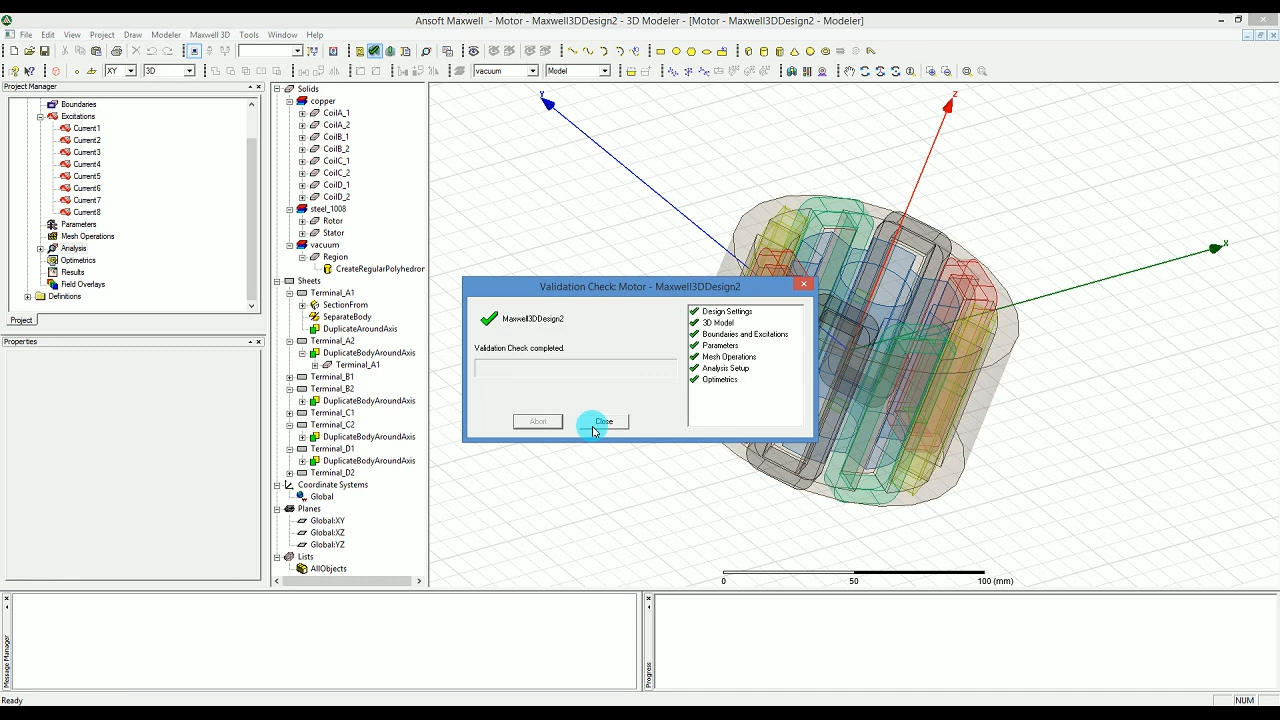 Ansoft Maxwell - Motor - Maxwell3DDesign2 - 3D Modeler - [Motor - Maxwell3DDesign2 - Modeler]
File Edit View Project Draw Modeler Maxwell 3D Tools Window Help
XY 3D vacuum Model
Project Manager
Boundaries
Excitations
Current1
Current2
Current3
Current4
Current5
Current6
Current7
Current8
Parameters
Mesh Operations
Analysis
Optimetrics
Results
Field Overlays
Definitions
Project
Properties
Solids
copper
CoilA_1
CoilA_2
CoilB_1
CoilB_2
CoilC_1
CoilC_2
CoilD_1
CoilD_2
steel_1008
Rotor
Stator
vacuum
Region
CreateRegularPolyhedror
Sheets
Terminal_A1
SectionFrom
SeparateBody
DuplicateAroundAxis
Terminal_A2
DuplicateBodyAroundAxis
Terminal_A1
Terminal_B1
Terminal_B2
DuplicateBodyAroundAxis
Terminal_C1
Terminal_C2
DuplicateBodyAroundAxis
Terminal_D1
DuplicateBodyAroundAxis
Terminal_D2
Coordinate Systems
Global
Planes
Global:XY
Global:XZ
Global:YZ
Lists
AllObjects
Y
Z
X
Validation Check: Motor - Maxwell3DDesign2
Maxwell3DDesign2
Validation Check completed.
Abort Close
Design Settings
3D Model
Boundaries and Excitations
Parameters
Mesh Operations
Analysis Setup
Optimetrics
0 50 100 (mm)
Message Manager
Progress
Ready
NUM